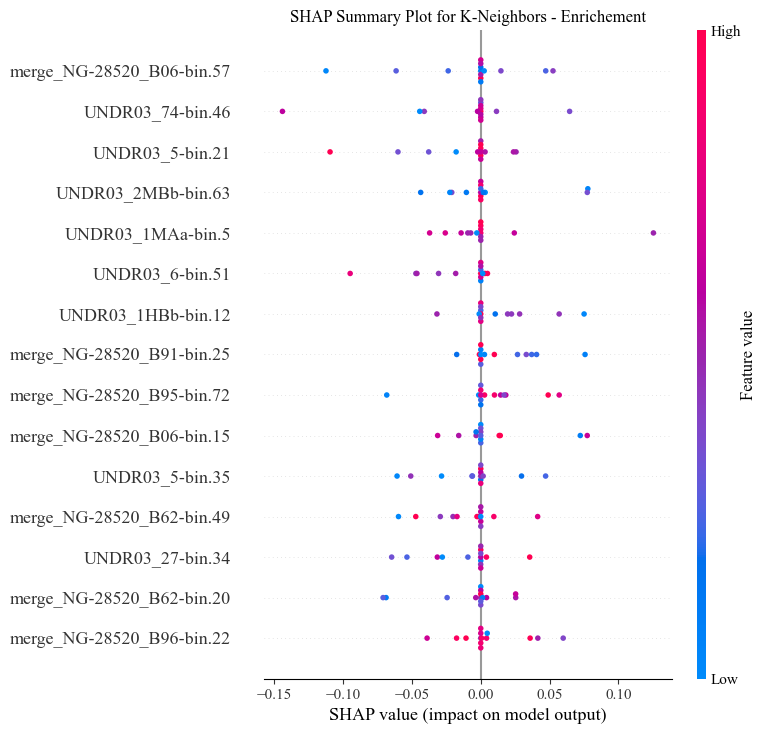 SHAP Summary Plot for K-Neighbors - Enrichement
High
merge_NG-28520_B06-bin.57
UNDR03_74-bin.46
UNDR03_5-bin.21
UNDR03_2MBb-bin.63
UNDR03_1MAa-bin.5
UNDR03_6-bin.51
UNDR03_1HBb-bin.12
merge_NG-28520_B91-bin.25
merge_NG-28520_B95-bin.72
merge_NG-28520_B06-bin.15
UNDR03_5-bin.35
merge_NG-28520_B62-bin.49
UNDR03_27-bin.34
merge_NG-28520_B62-bin.20
merge_NG-28520_B96-bin.22
Feature value
Low
−0.15 −0.10 −0.05 0.00 0.05 0.10
SHAP value (impact on model output)